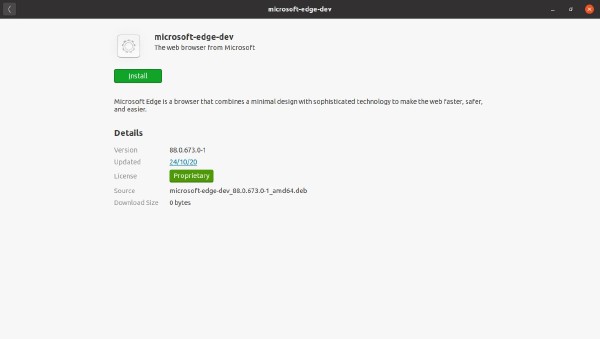 microsoft-edge-dev
microsoft-edge-dev
The web browser from Microsoft
Install
Microsoft Edge is a browser that combines a minimal design with sophisticated technology to make the web faster, safer,
and easier.
Details
Version 88.0.673.0-1
Updated 24/10/20
License Proprietary
Source microsoft-edge-dev_88.0.673.0-1_amd64.deb
Download Size 0 bytes